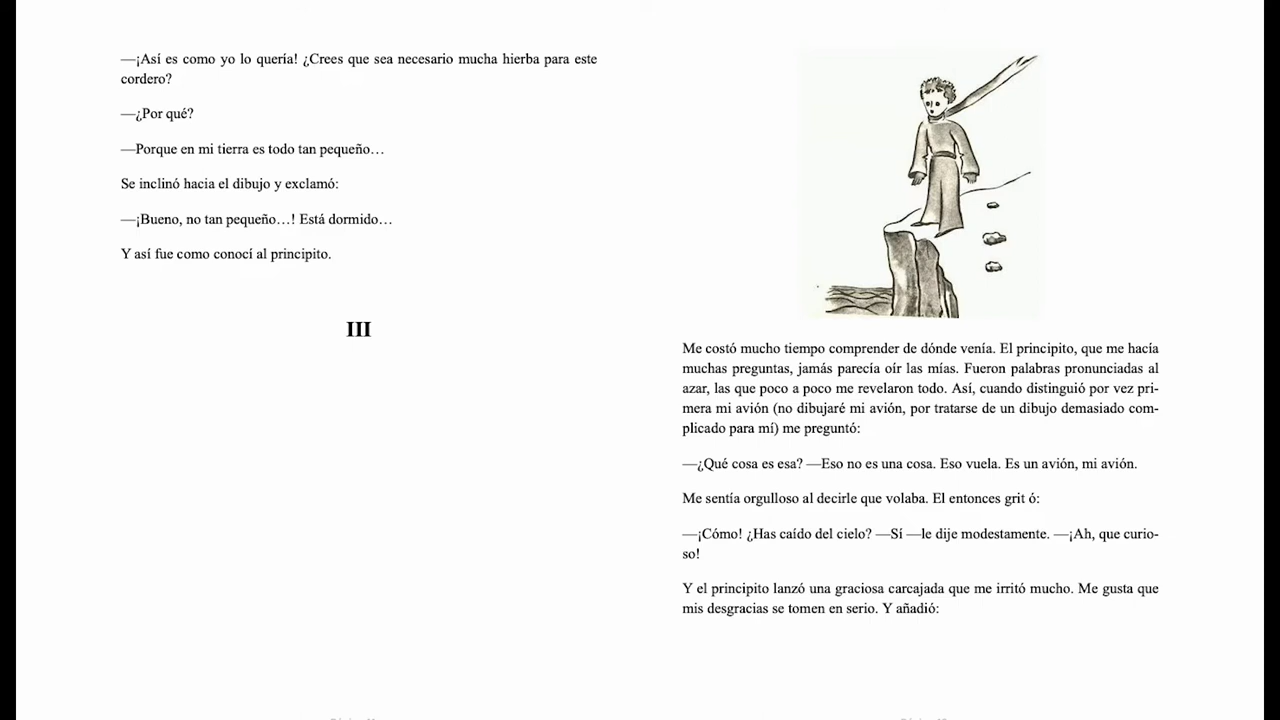 —¡Así es como yo lo quería! ¿Crees que sea necesario mucha hierba para este
cordero?
—¿Por qué?
—Porque en mi tierra es todo tan pequeño…
Se inclinó hacia el dibujo y exclamó:
—¡Bueno, no tan pequeño…! Está dormido…
Y así fue como conocí al principito.
III
Me costó mucho tiempo comprender de dónde venía. El principito, que me hacía
muchas preguntas, jamás parecía oír las mías. Fueron palabras pronunciadas al
azar, las que poco a poco me revelaron todo. Así, cuando distinguió por vez pri-
mera mi avión (no dibujaré mi avión, por tratarse de un dibujo demasiado com-
plicado para mí) me preguntó:
—¿Qué cosa es esa? —Eso no es una cosa. Eso vuela. Es un avión, mi avión.
Me sentía orgulloso al decirle que volaba. El entonces grit ó:
—¡Cómo! ¿Has caído del cielo? —Sí —le dije modestamente. —¡Ah, que curio-
so!
Y el principito lanzó una graciosa carcajada que me irritó mucho. Me gusta que
mis desgracias se tomen en serio. Y añadió: